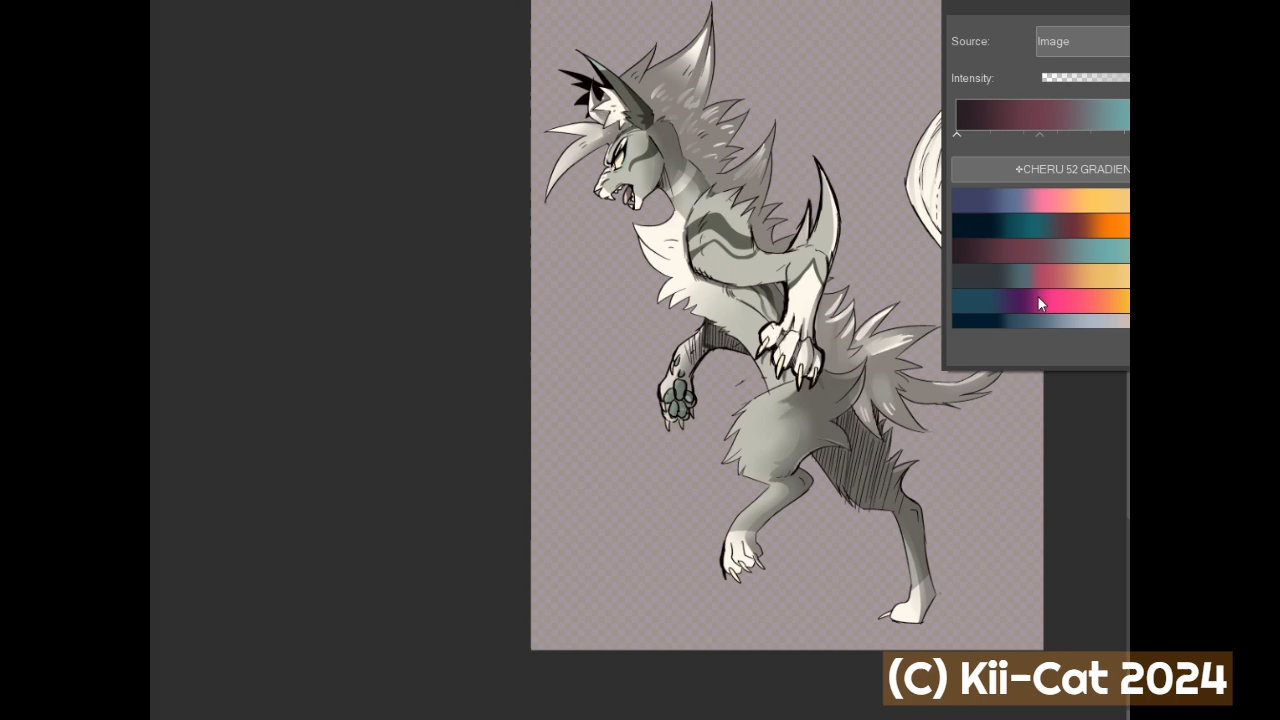 Source:
Image
Intensity:
✤CHERU 52 GRADIEN
(C) Kii-Cat 2024